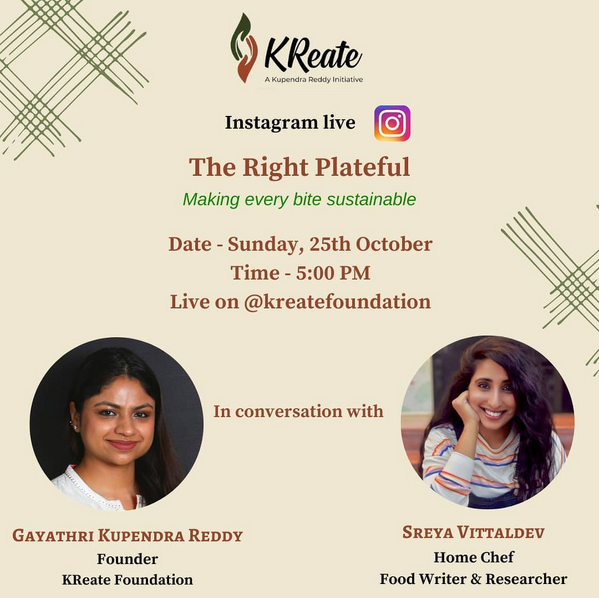 KReate
A Kupendra Reddy Initiative
Instagram live
The Right Plateful
Making every bite sustainable
Date - Sunday, 25th October
Time - 5:00 PM
Live on @kreatefoundation
In conversation with
Gayathri Kupendra Reddy
Founder
KReate Foundation
Sreya Vittaldev
Home Chef
Food Writer & Researcher